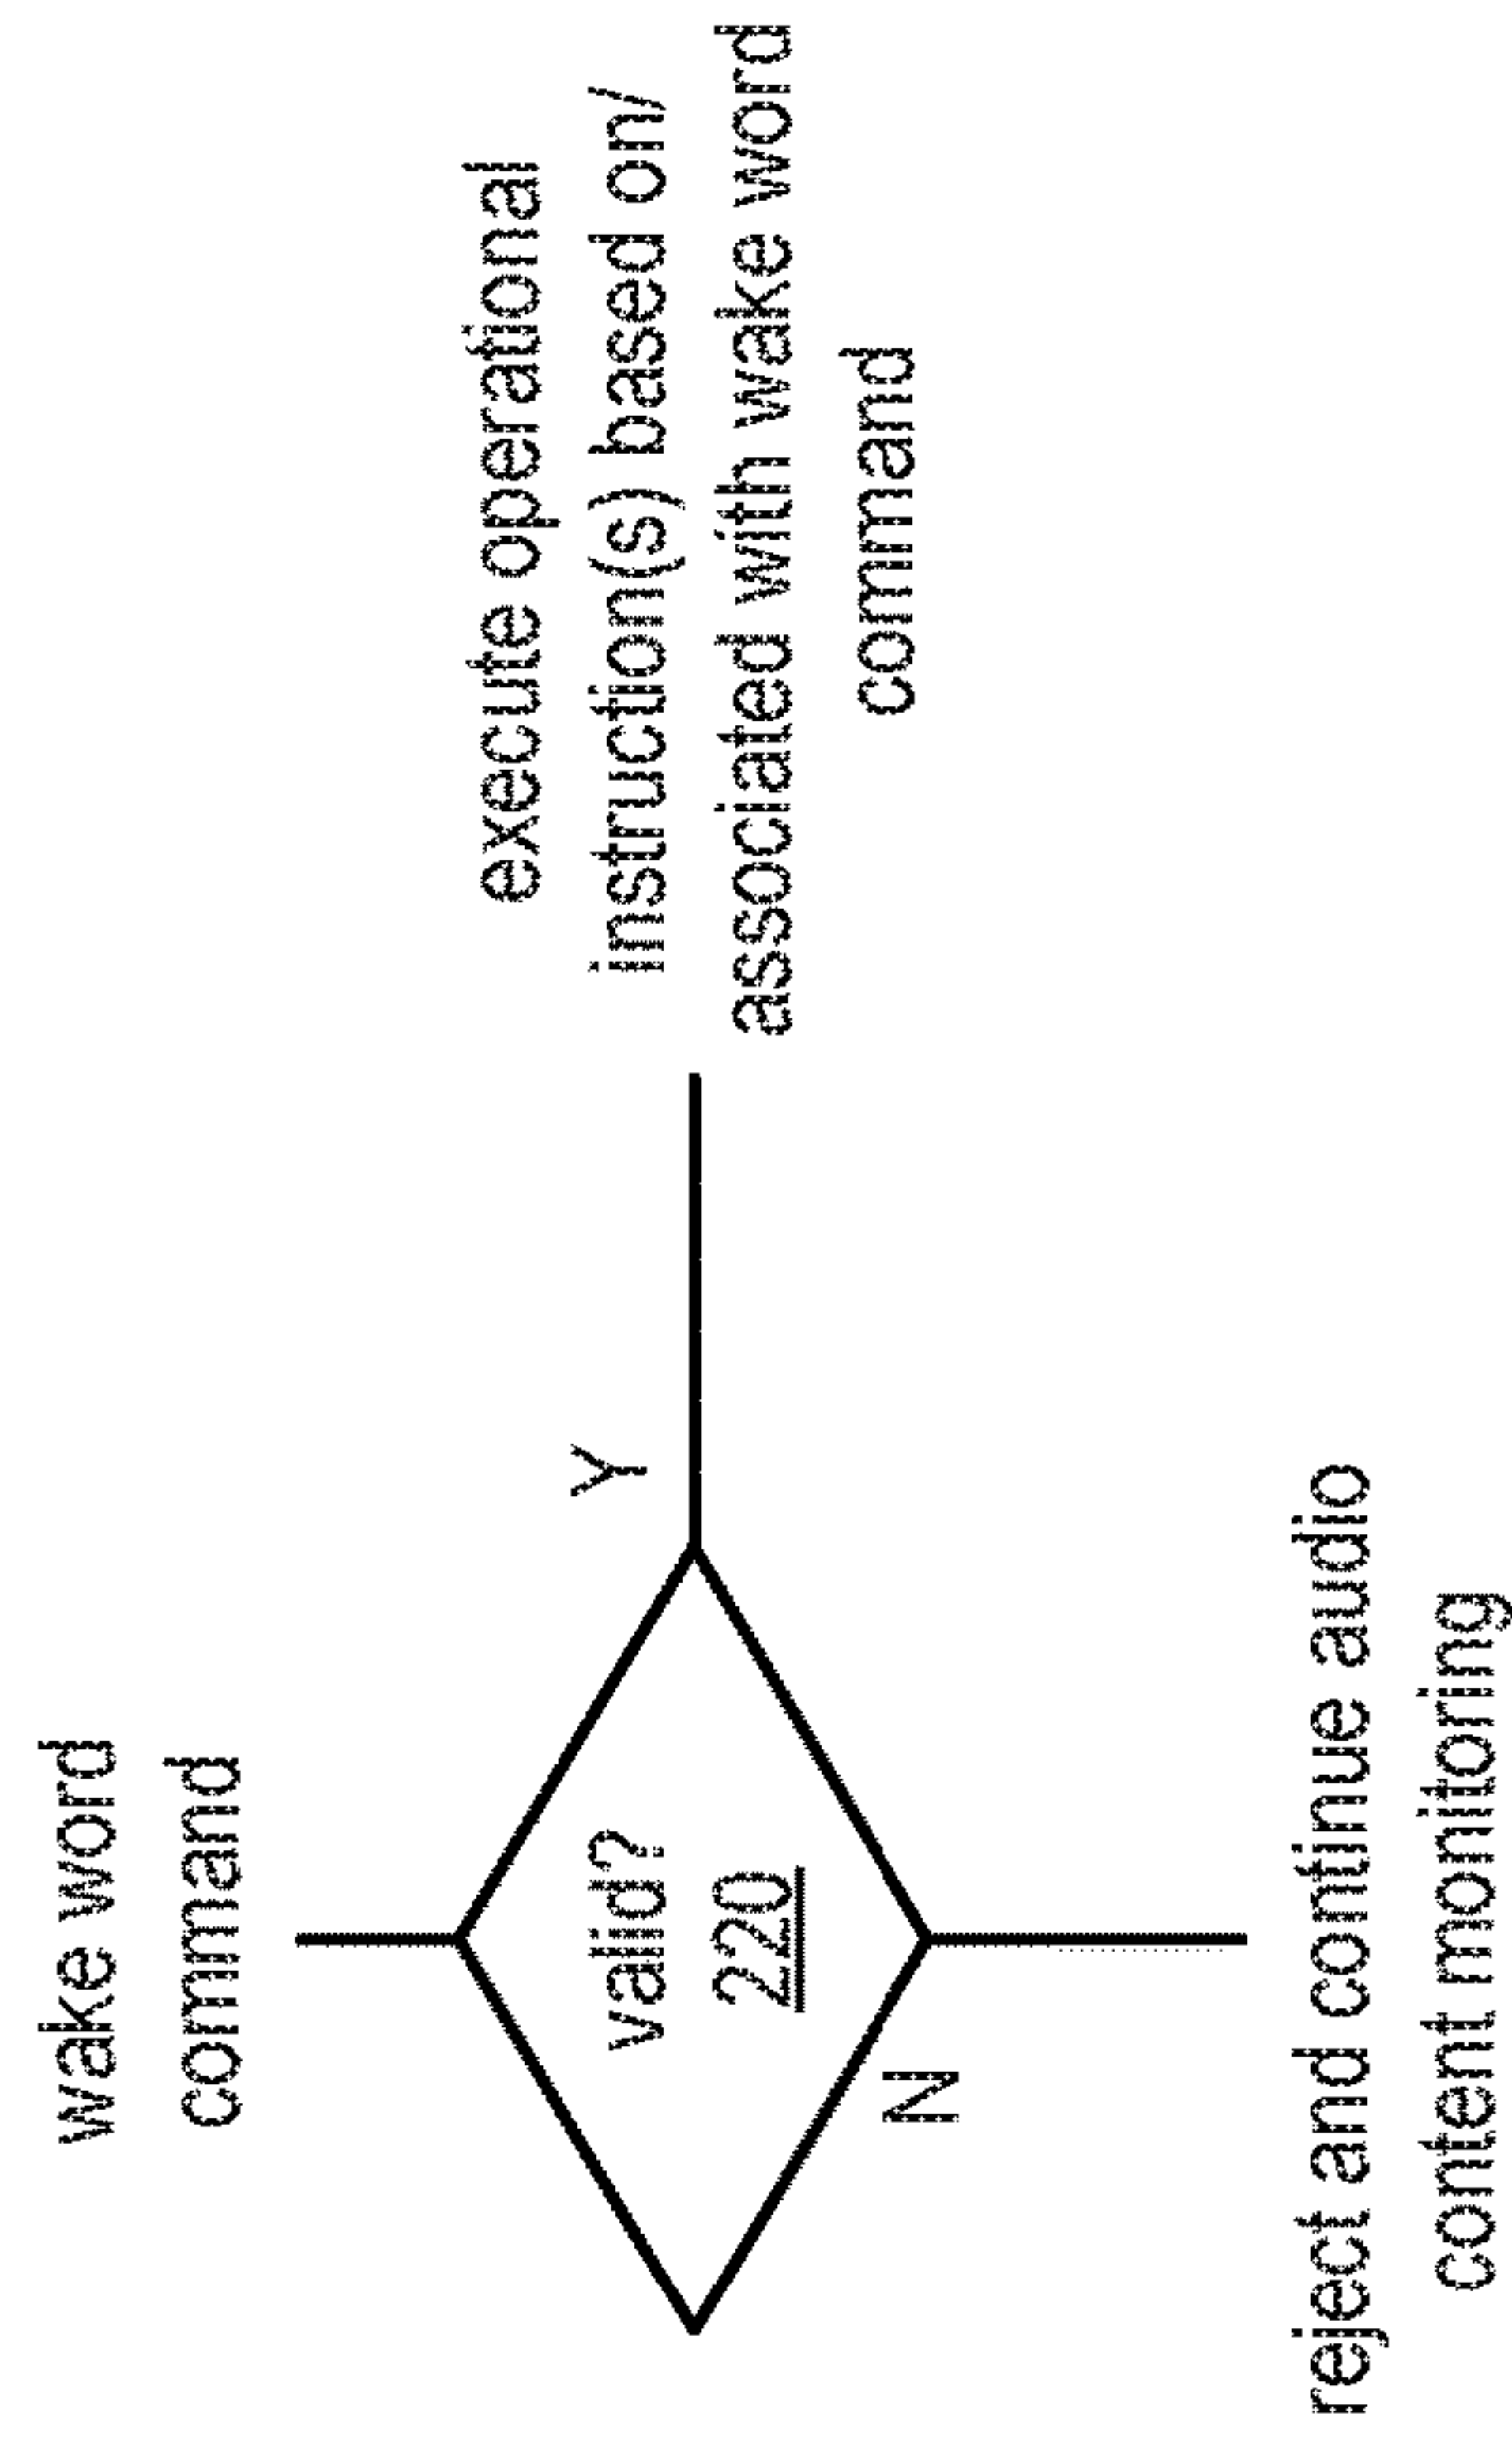 wake word
command
valid?
220
Y
N
execute operational
instruction(s) based on/
associated with wake word
command
reject and continue audio
content monitoring